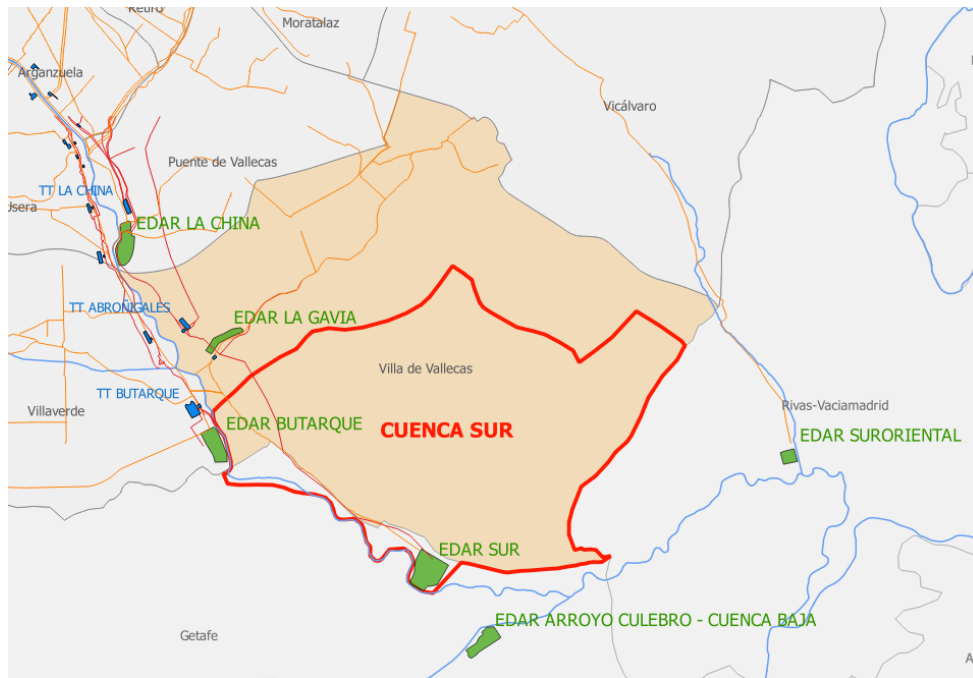 Retiro
Moratalaz
Arganzuela
Vicálvaro
Puente de Vallecas
TT LA CHINA
Usera
EDAR LA CHINA
TT ABROÑIGALES
EDAR LA GAVIA
Villa de Vallecas
TT BUTARQUE
Villaverde
EDAR BUTARQUE
CUENCA SUR
Rivas-Vaciamadrid
EDAR SURORIENTAL
EDAR SUR
EDAR ARROYO CULEBRO - CUENCA BAJA
Getafe
A